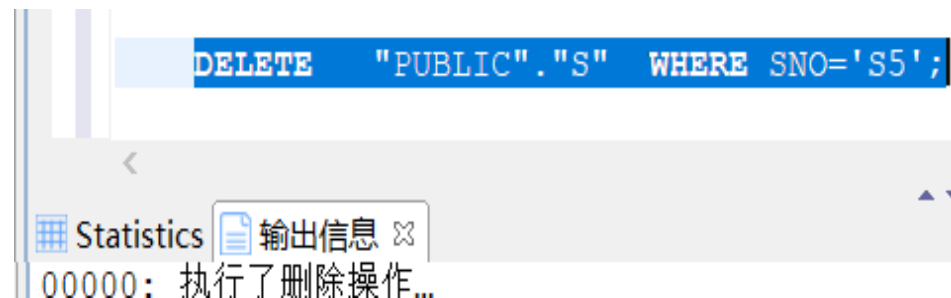 DELETE "PUBLIC"."S" WHERE SNO='S5';
Statistics 输出信息
00000: 执行了删除操作…